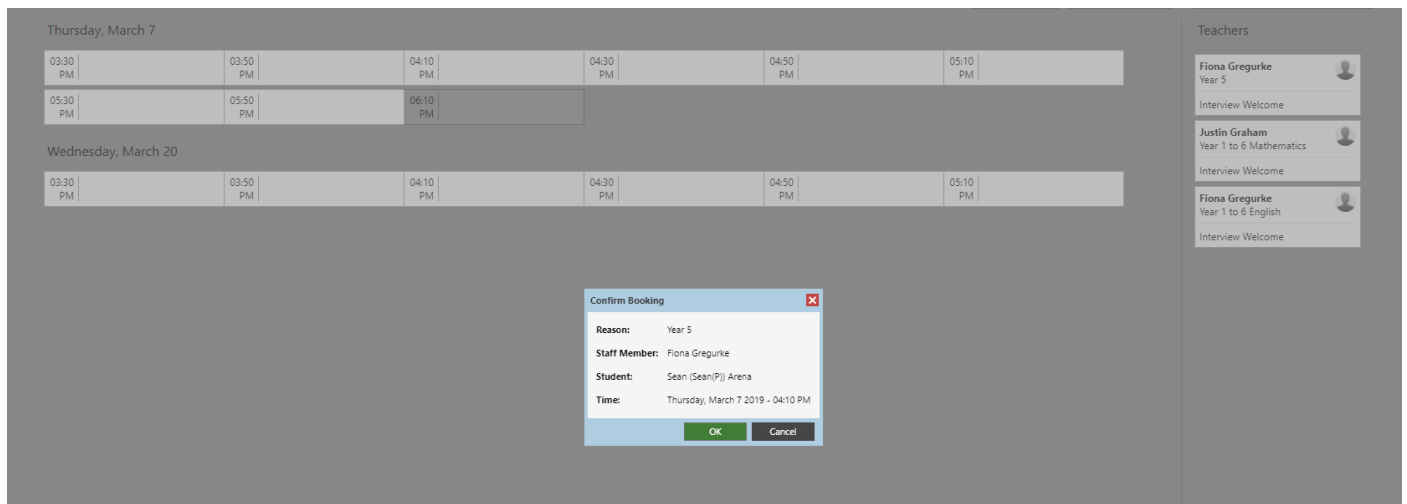 Thursday, March 7
03:30 PM
03:50 PM
04:10 PM
04:30 PM
04:50 PM
05:10 PM
05:30 PM
05:50 PM
06:10 PM
Wednesday, March 20
03:30 PM
03:50 PM
04:10 PM
04:30 PM
04:50 PM
05:10 PM
Teachers
Fiona Gregurke
Year 5
Interview Welcome
Justin Graham
Year 1 to 6 Mathematics
Interview Welcome
Fiona Gregurke
Year 1 to 6 English
Interview Welcome
Confirm Booking
Reason: Year 5
Staff Member: Fiona Gregurke
Student: Sean (Sean(P)) Arena
Time: Thursday, March 7 2019 - 04:10 PM
OK Cancel